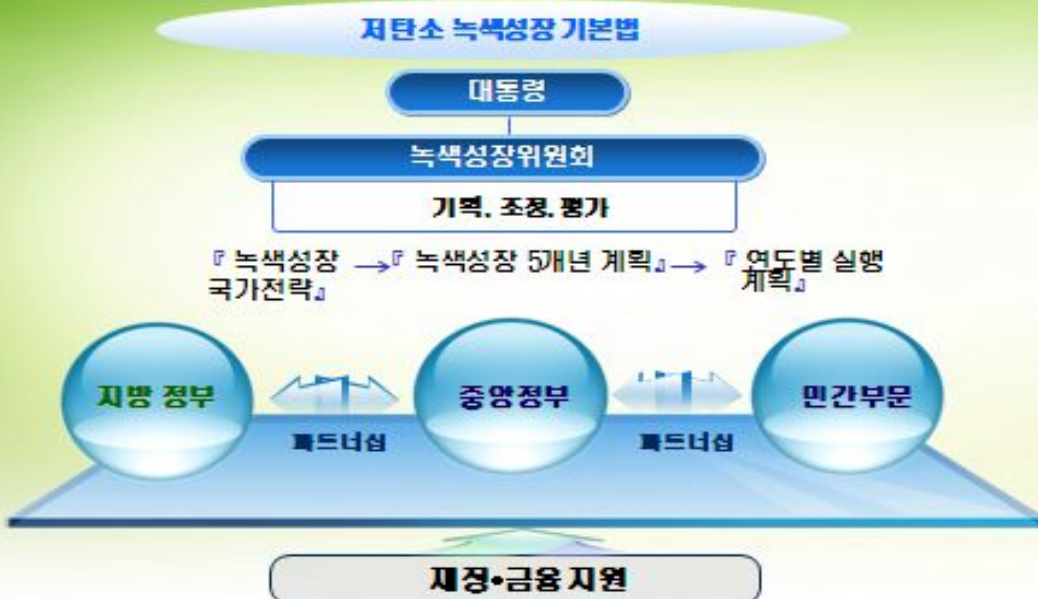 저탄소 녹색성장 기본법
대통령
녹색성장위원회
기획. 조정. 평가
『 녹색성장 →『 녹색성장 5개년 계획』→ 『 연도별 실행
국가전략』 계획』
지방 정부
중앙정부
민간부문
파트너십
파트너십
재정•금융 지원